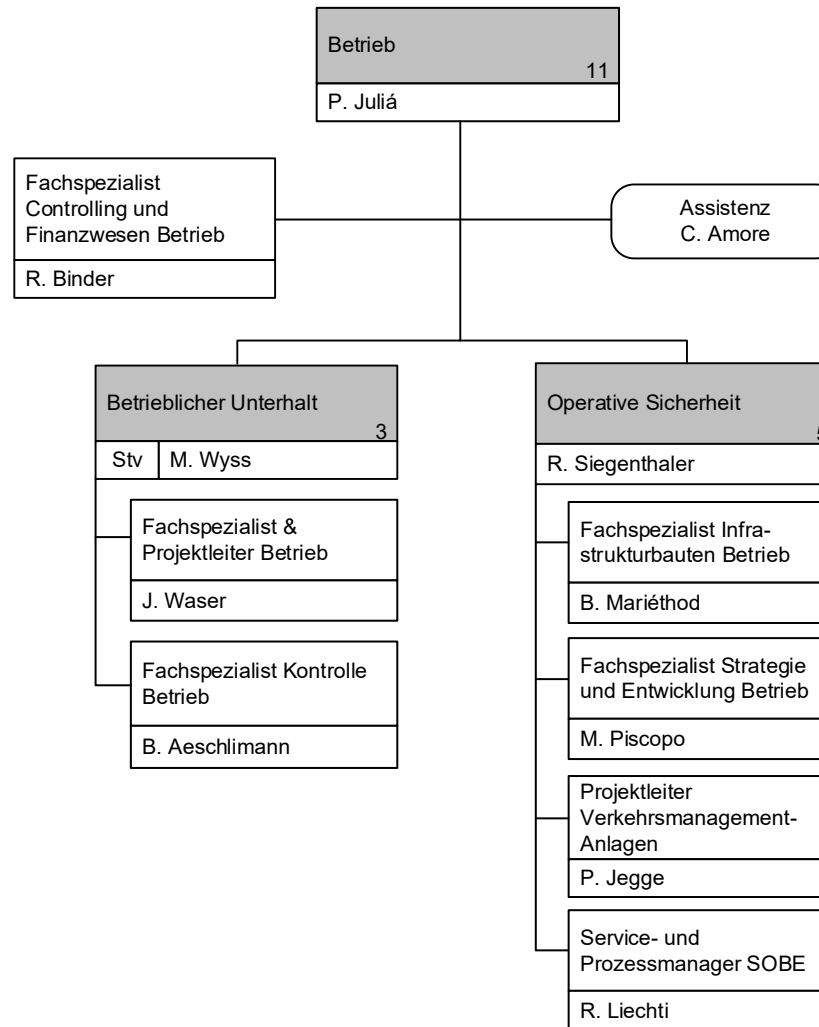 Betrieb
11
P. Juliá
Fachspezialist
Controlling und
Finanzwesen Betrieb
R. Binder
Assistenz
C. Amore
Betrieblicher Unterhalt
3
Stv M. Wyss
Fachspezialist &
Projektleiter Betrieb
J. Waser
Fachspezialist Kontrolle
Betrieb
B. Aeschlimann
Operative Sicherheit
R. Siegenthaler
Fachspezialist Infra-
strukturbauten Betrieb
B. Mariéthod
Fachspezialist Strategie
und Entwicklung Betrieb
M. Piscopo
Projektleiter
Verkehrsmanagement-
Anlagen
P. Jegge
Service- und
Prozessmanager SOBE
R. Liechti